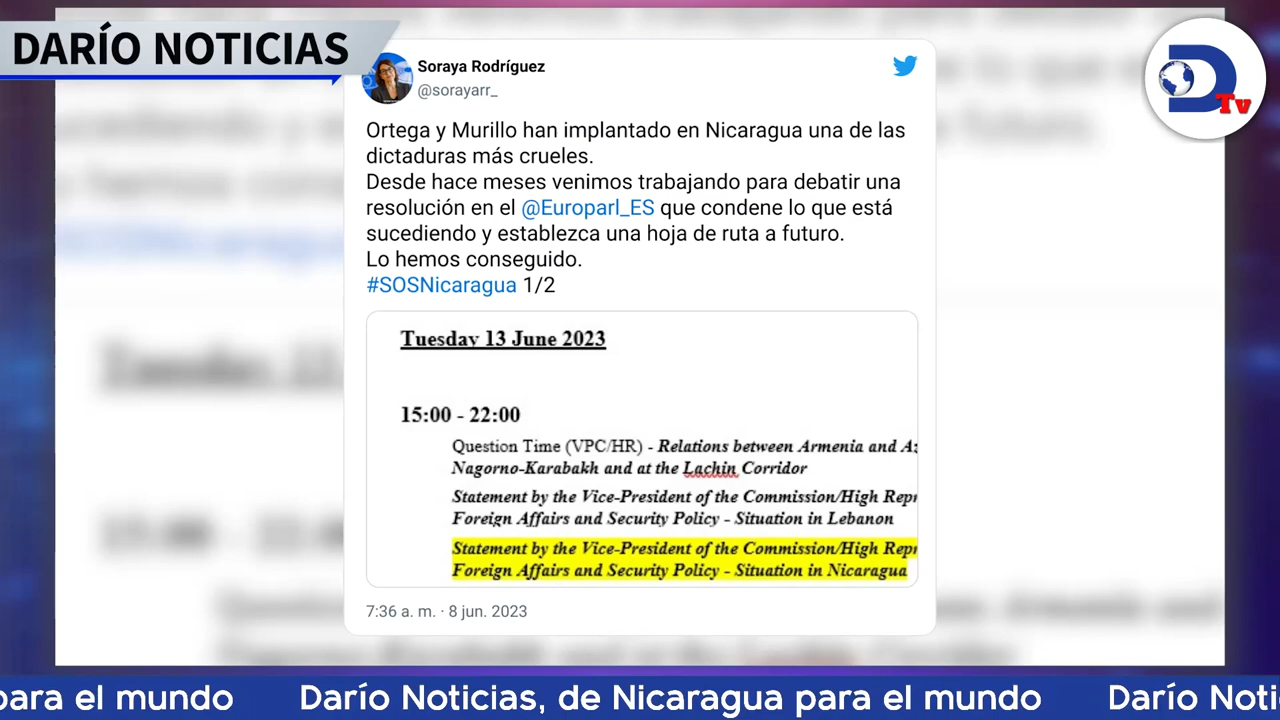 DARÍO NOTICIAS
D Tv
Soraya Rodríguez
@sorayarr_
Ortega y Murillo han implantado en Nicaragua una de las
dictaduras más crueles.
Desde hace meses venimos trabajando para debatir una
resolución en el @Europarl_ES que condene lo que está
sucediendo y establezca una hoja de ruta a futuro.
Lo hemos conseguido.
#SOSNicaragua 1/2
Tuesday 13 June 2023
15:00 - 22:00
Question Time (VPC/HR) - Relations between Armenia and
Nagorno-Karabakh and at the Lachin Corridor
Statement by the Vice-President of the Commission/High
Foreign Affairs and Security Policy - Situation in Lebanon
Statement by the Vice-President of the Commission/High
Foreign Affairs and Security Policy - Situation in Nicaragua
7:36 a. m. · 8 jun. 2023
para el mundo Darío Noticias, de Nicaragua para el mundo Darío